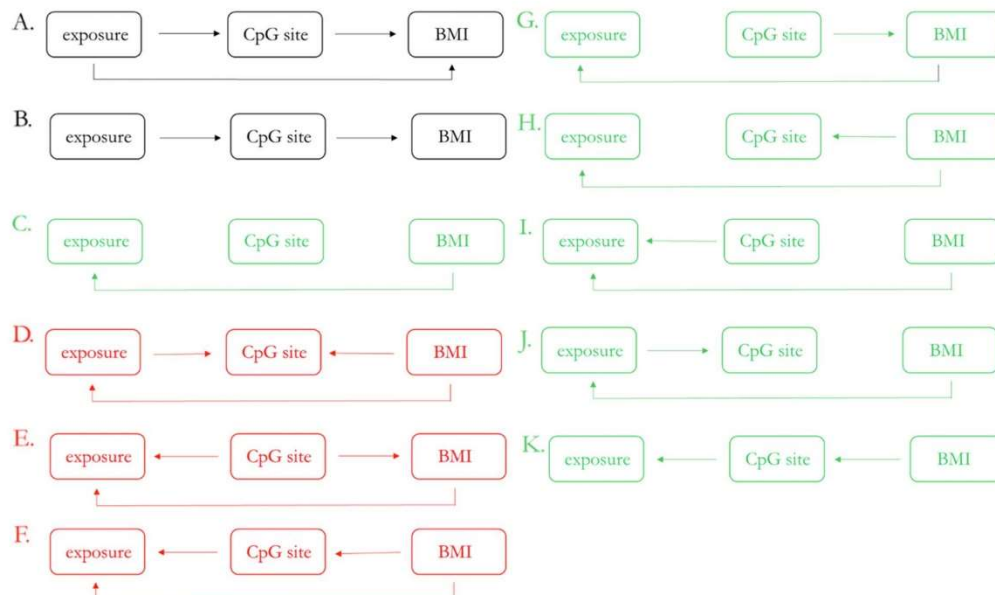 A. exposure CpG site BMI
B. exposure CpG site BMI
C. exposure CpG site BMI
D. exposure CpG site BMI
E. exposure CpG site BMI
F. exposure CpG site BMI
G. exposure CpG site BMI
H. exposure CpG site BMI
I. exposure CpG site BMI
J. exposure CpG site BMI
K. exposure CpG site BMI